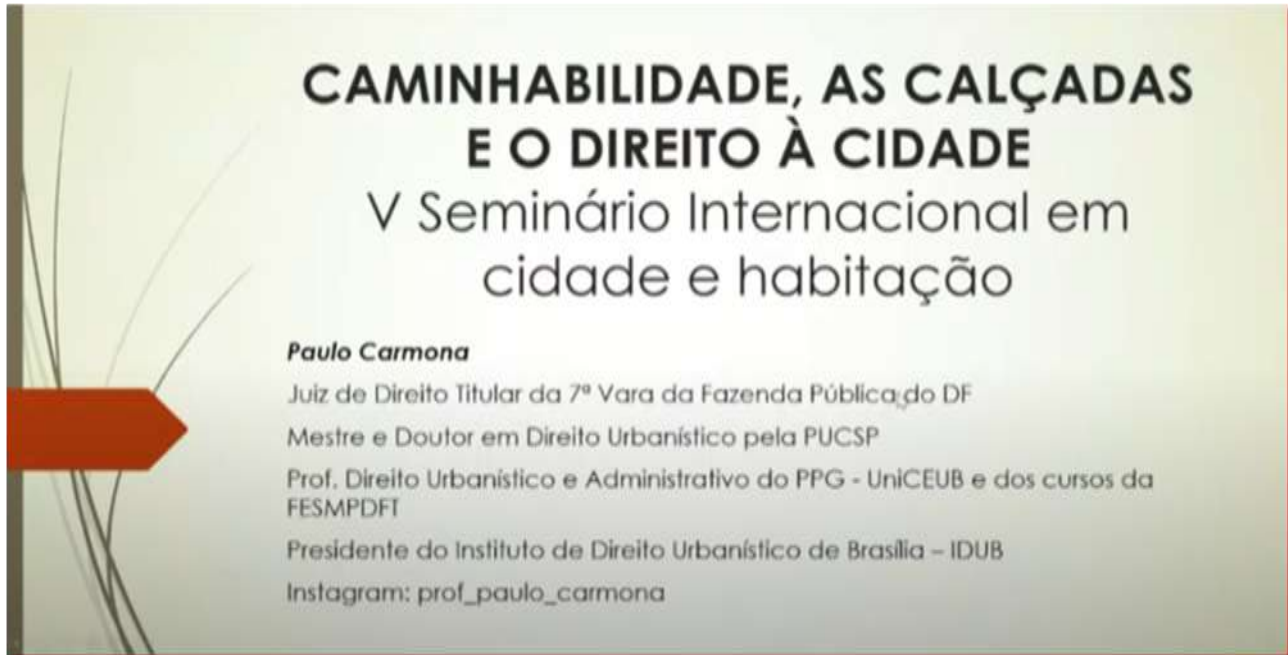 CAMINHABILIDADE, AS CALÇADAS
E O DIREITO À CIDADE
V Seminário Internacional em
cidade e habitação
Paulo Carmona
Juiz de Direito Titular da 7ª Vara da Fazenda Pública do DF
Mestre e Doutor em Direito Urbanístico pela PUCSP
Prof. Direito Urbanístico e Administrativo do PPG - UniCEUB e dos cursos da
FESMPDFT
Presidente do Instituto de Direito Urbanístico de Brasília – IDUB
Instagram: prof_paulo_carmona